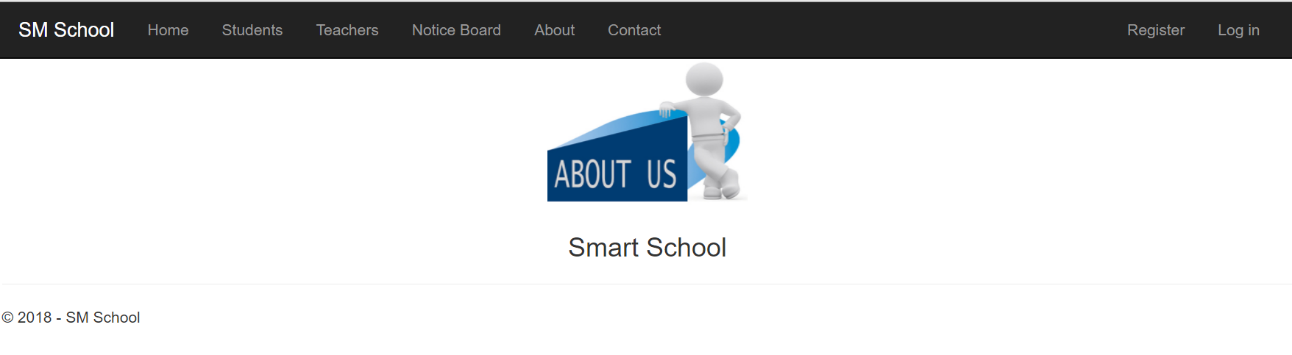 SM School Home Students Teachers Notice Board About Contact Register Log in
ABOUT US
Smart School
© 2018 - SM School